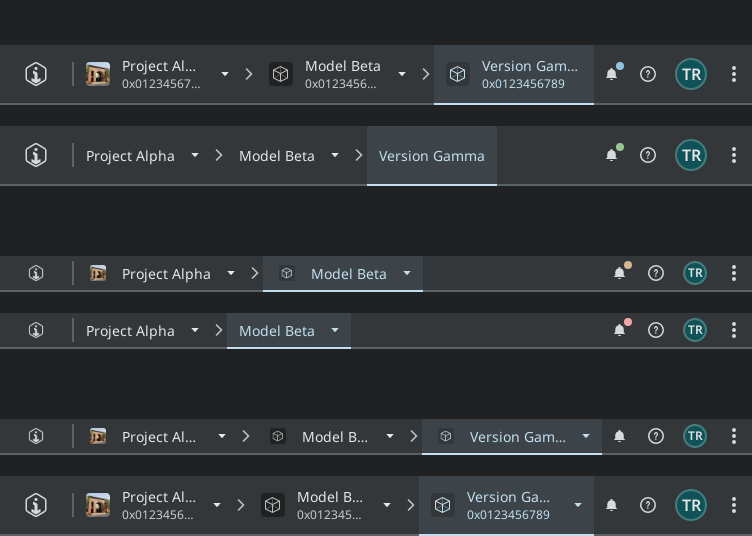 Project Al...
0x01234567...
Model Beta
0x0123456...
Version Gam...
0x0123456789
TR
Project Alpha
Model Beta
Version Gamma
TR
Project Alpha
Model Beta
TR
Project Alpha
Model Beta
TR
Project Al...
Model B...
Version Gam...
TR
Project Al...
0x0123456...
Model B...
0x012345...
Version Ga...
0x0123456789
TR